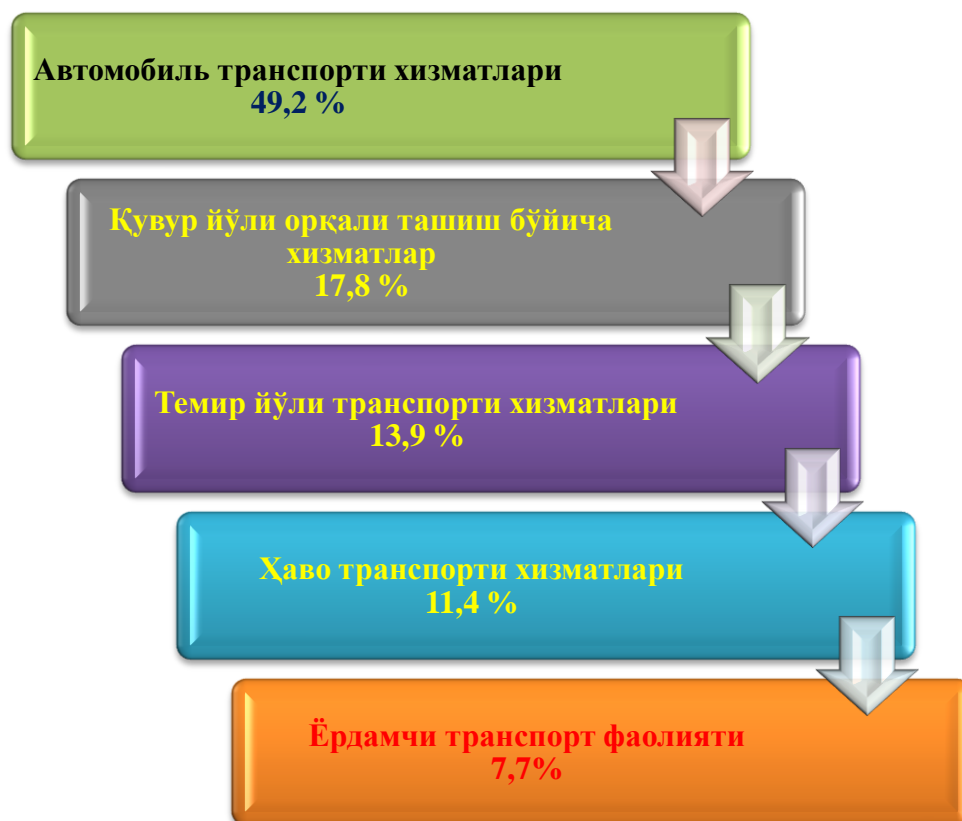 Автомобиль транспорти хизматлари
49,2 %
Қувур йўли орқали ташиш бўйича
хизматлар
17,8 %
Темир йўли транспорти хизматлари
13,9 %
Ҳаво транспорти хизматлари
11,4 %
Ёрдамчи транспорт фаолияти
7,7%